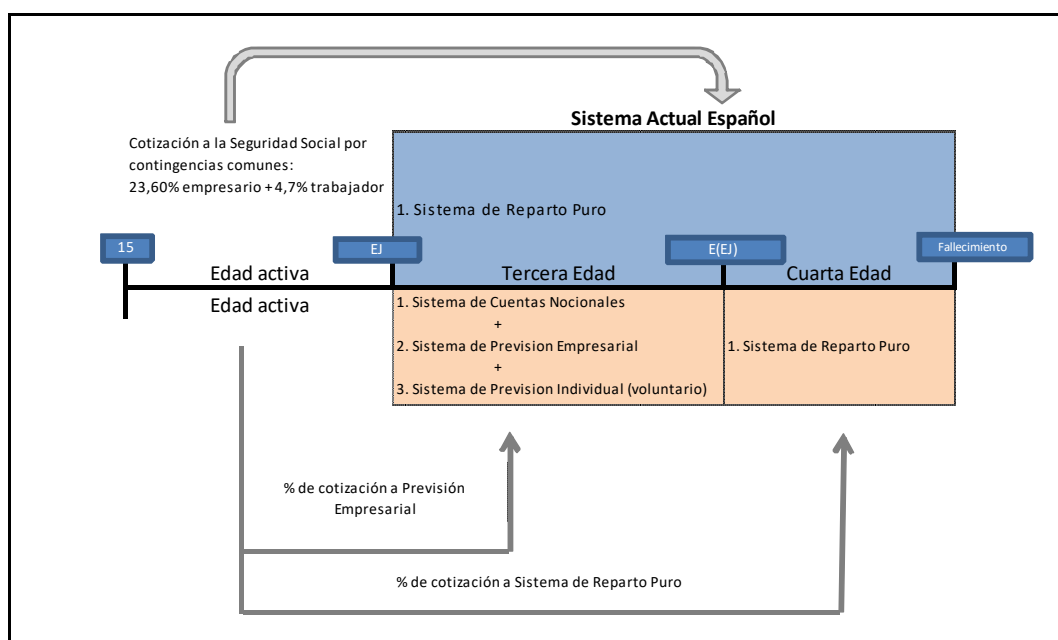 Sistema Actual Español
Cotización a la Seguridad Social por
contingencias comunes:
23,60% empresario + 4,7% trabajador
1. Sistema de Reparto Puro
15
EJ
E(EJ)
Fallecimiento
Edad activa
Tercera Edad
Cuarta Edad
Edad activa
1. Sistema de Cuentas Nocionales
+
2. Sistema de Prevision Empresarial
+
3. Sistema de Prevision Individual (voluntario)
1. Sistema de Reparto Puro
% de cotización a Previsión
Empresarial
% de cotización a Sistema de Reparto Puro